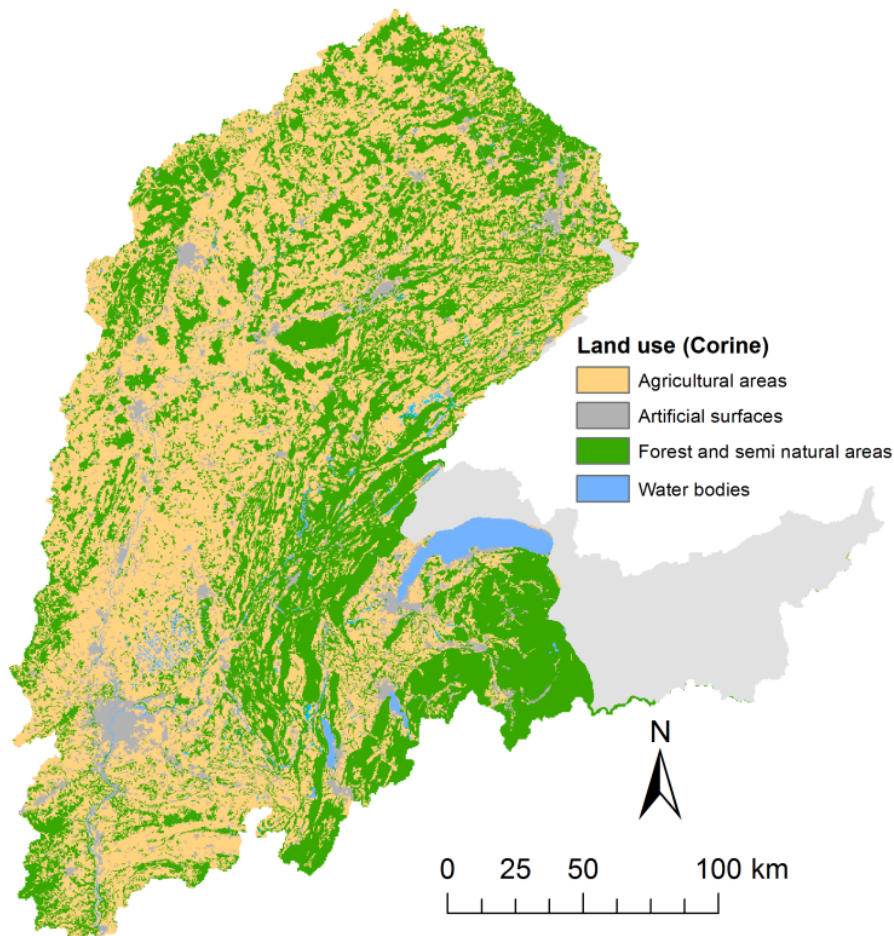 Land use (Corine)
Agricultural areas
Artificial surfaces
Forest and semi natural areas
Water bodies
N
0 25 50 100 km